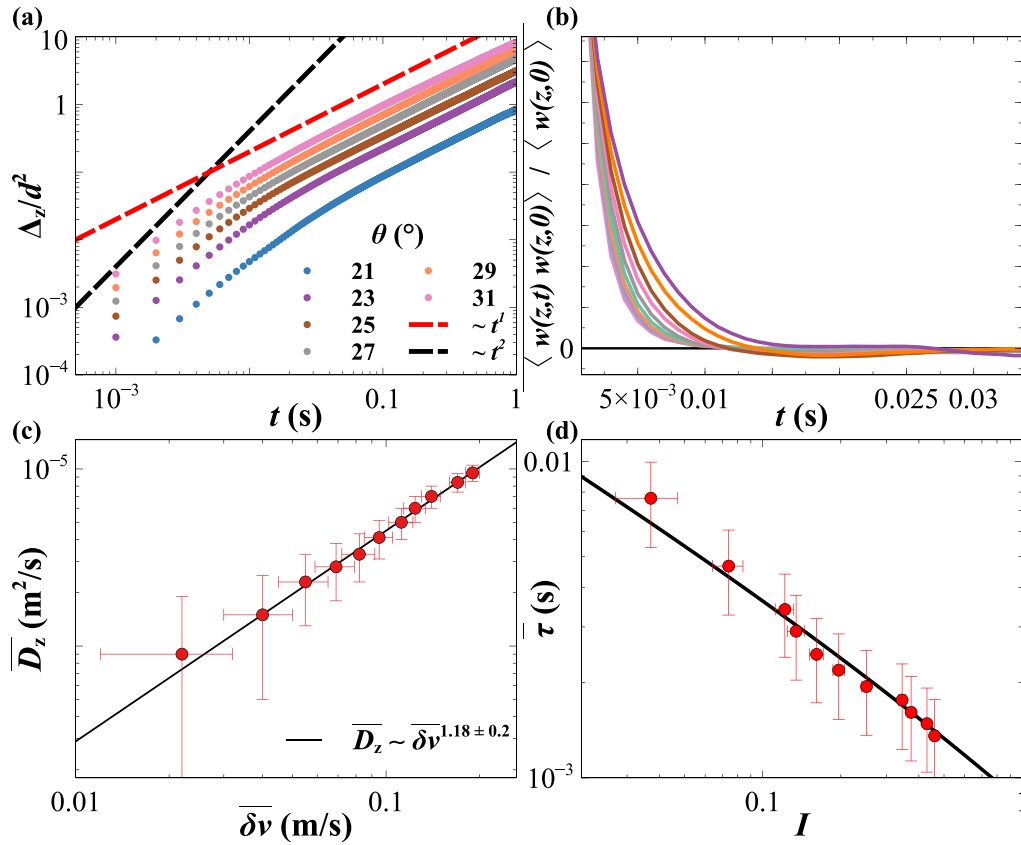 (a)
10
1
10⁻³
10⁻⁴
Δz/d²
10⁻³
0.1
1
t (s)
θ (°)
21
23
25
27
29
31
~ t¹
~ t²
(b)
⟨ w(z,t) w(z,0)⟩ / ⟨ w(z,0) ⟩
0
5×10⁻³
0.01
0.025
0.03
t (s)
(c)
10⁻⁵
D̅z (m²/s)
0.01
0.1
δv̅ (m/s)
D̅z ~ δv̅ 1.18 ± 0.2
(d)
0.01
10⁻³
τ̅ (s)
0.1
1
I